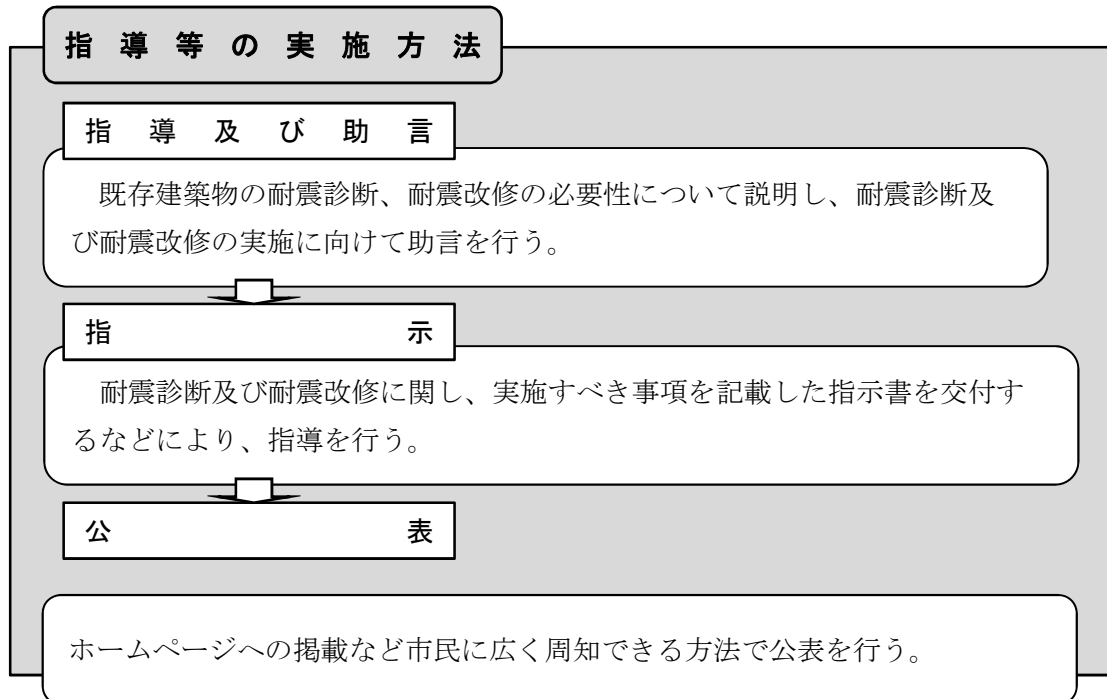 指導等の実施方法
指導及び助言
既存建築物の耐震診断、耐震改修の必要性について説明し、耐震診断及
び耐震改修の実施に向けて助言を行う。
指示
耐震診断及び耐震改修に関し、実施すべき事項を記載した指示書を交付す
るなどにより、指導を行う。
公表
ホームページへの掲載など市民に広く周知できる方法で公表を行う。